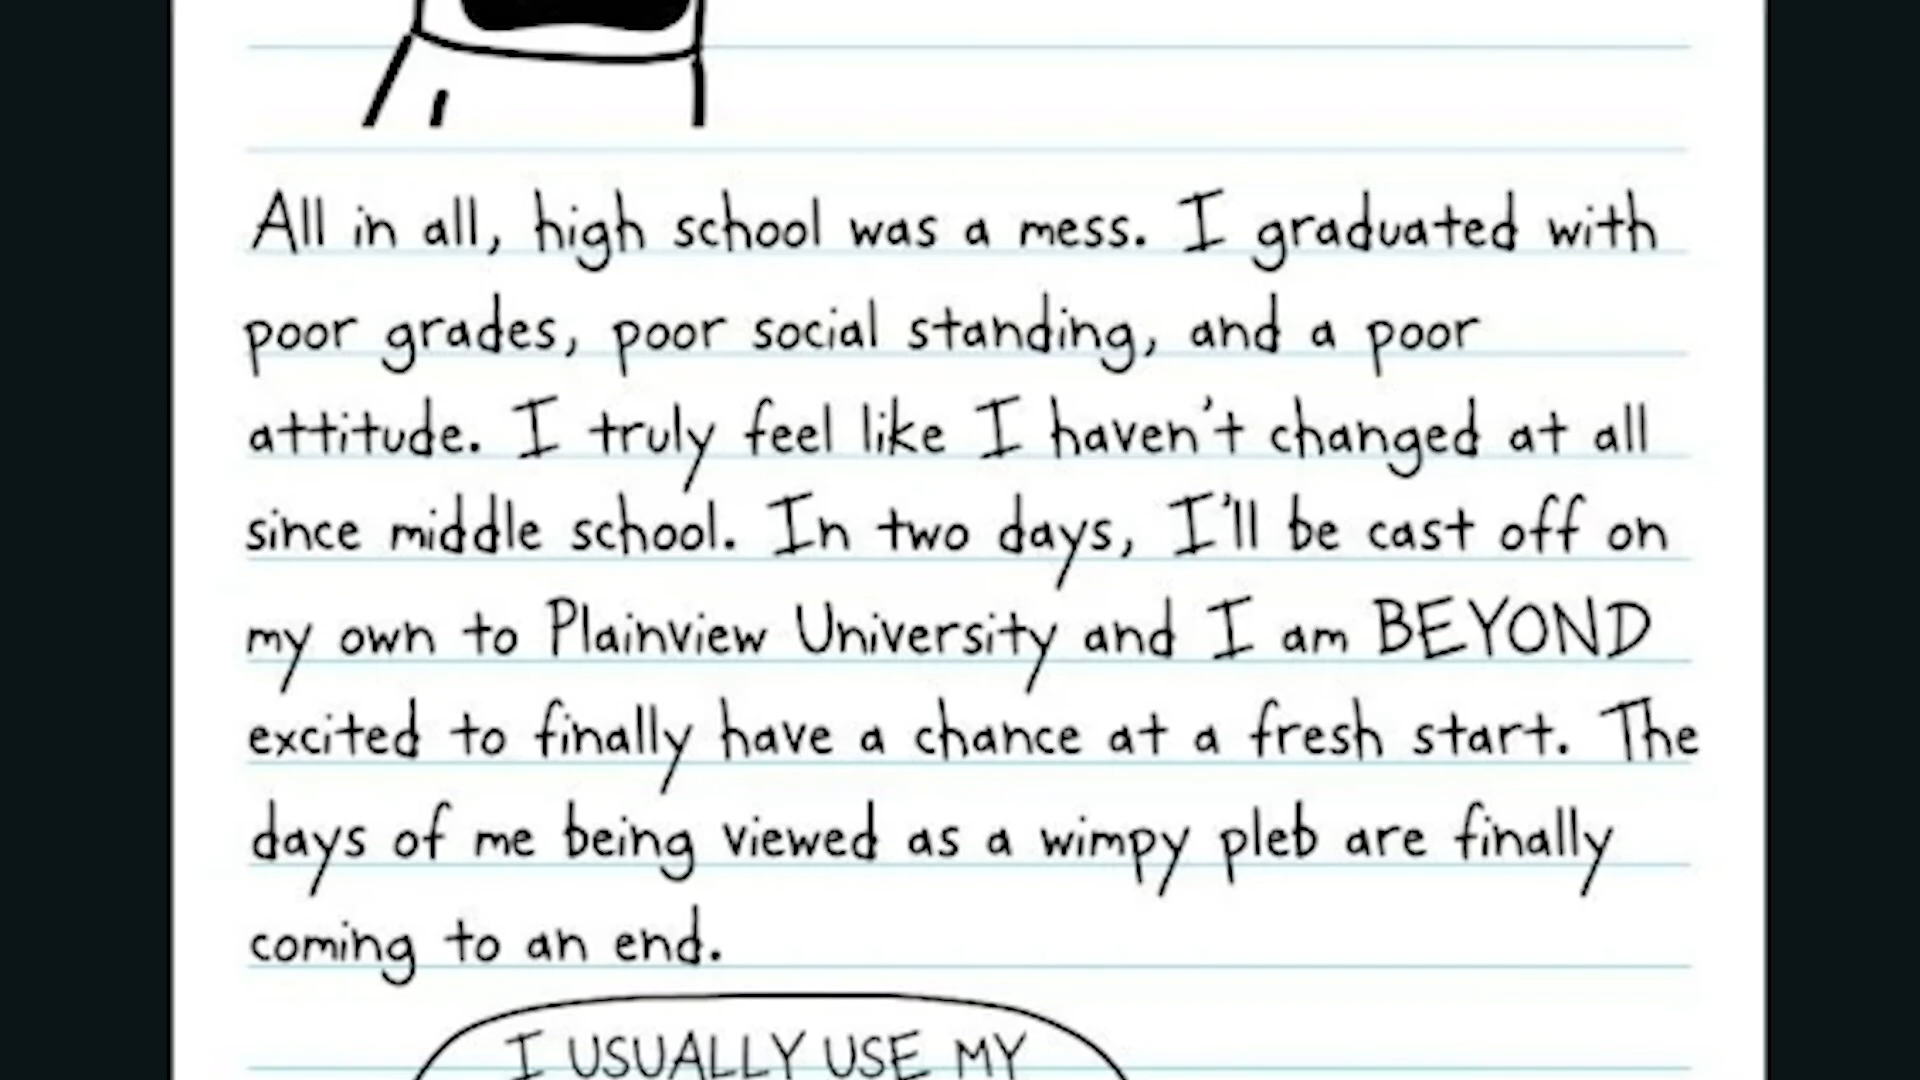 All in all, high school was a mess. I graduated with
poor grades, poor social standing, and a poor
attitude. I truly feel like I haven't changed at all
since middle school. In two days, I'll be cast off on
my own to Plainview University and I am BEYOND
excited to finally have a chance at a fresh start. The
days of me being viewed as a wimpy pleb are finally
coming to an end.
I USUALLY USE MY